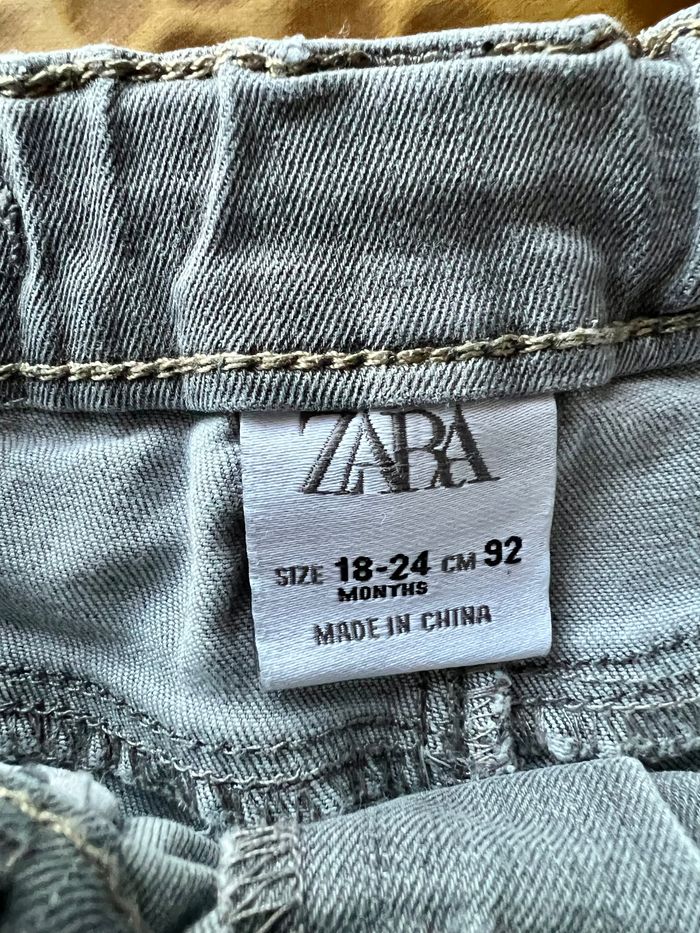 ZARA
SIZE 18-24 CM 92
MONTHS
MADE IN CHINA